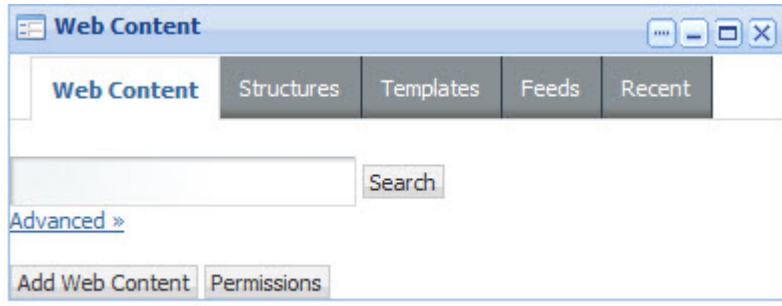 Web Content
Web Content Structures Templates Feeds Recent
Search
Advanced »
Add Web Content Permissions